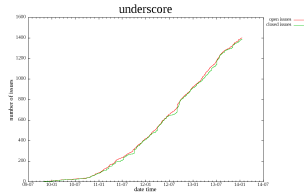 underscore
open issues
closed issues
number of issues
1600
1400
1200
1000
800
600
400
200
0
09-07 10-01 10-07 11-01 11-07 12-01 12-07 13-01 13-07 14-01 14-07
date time